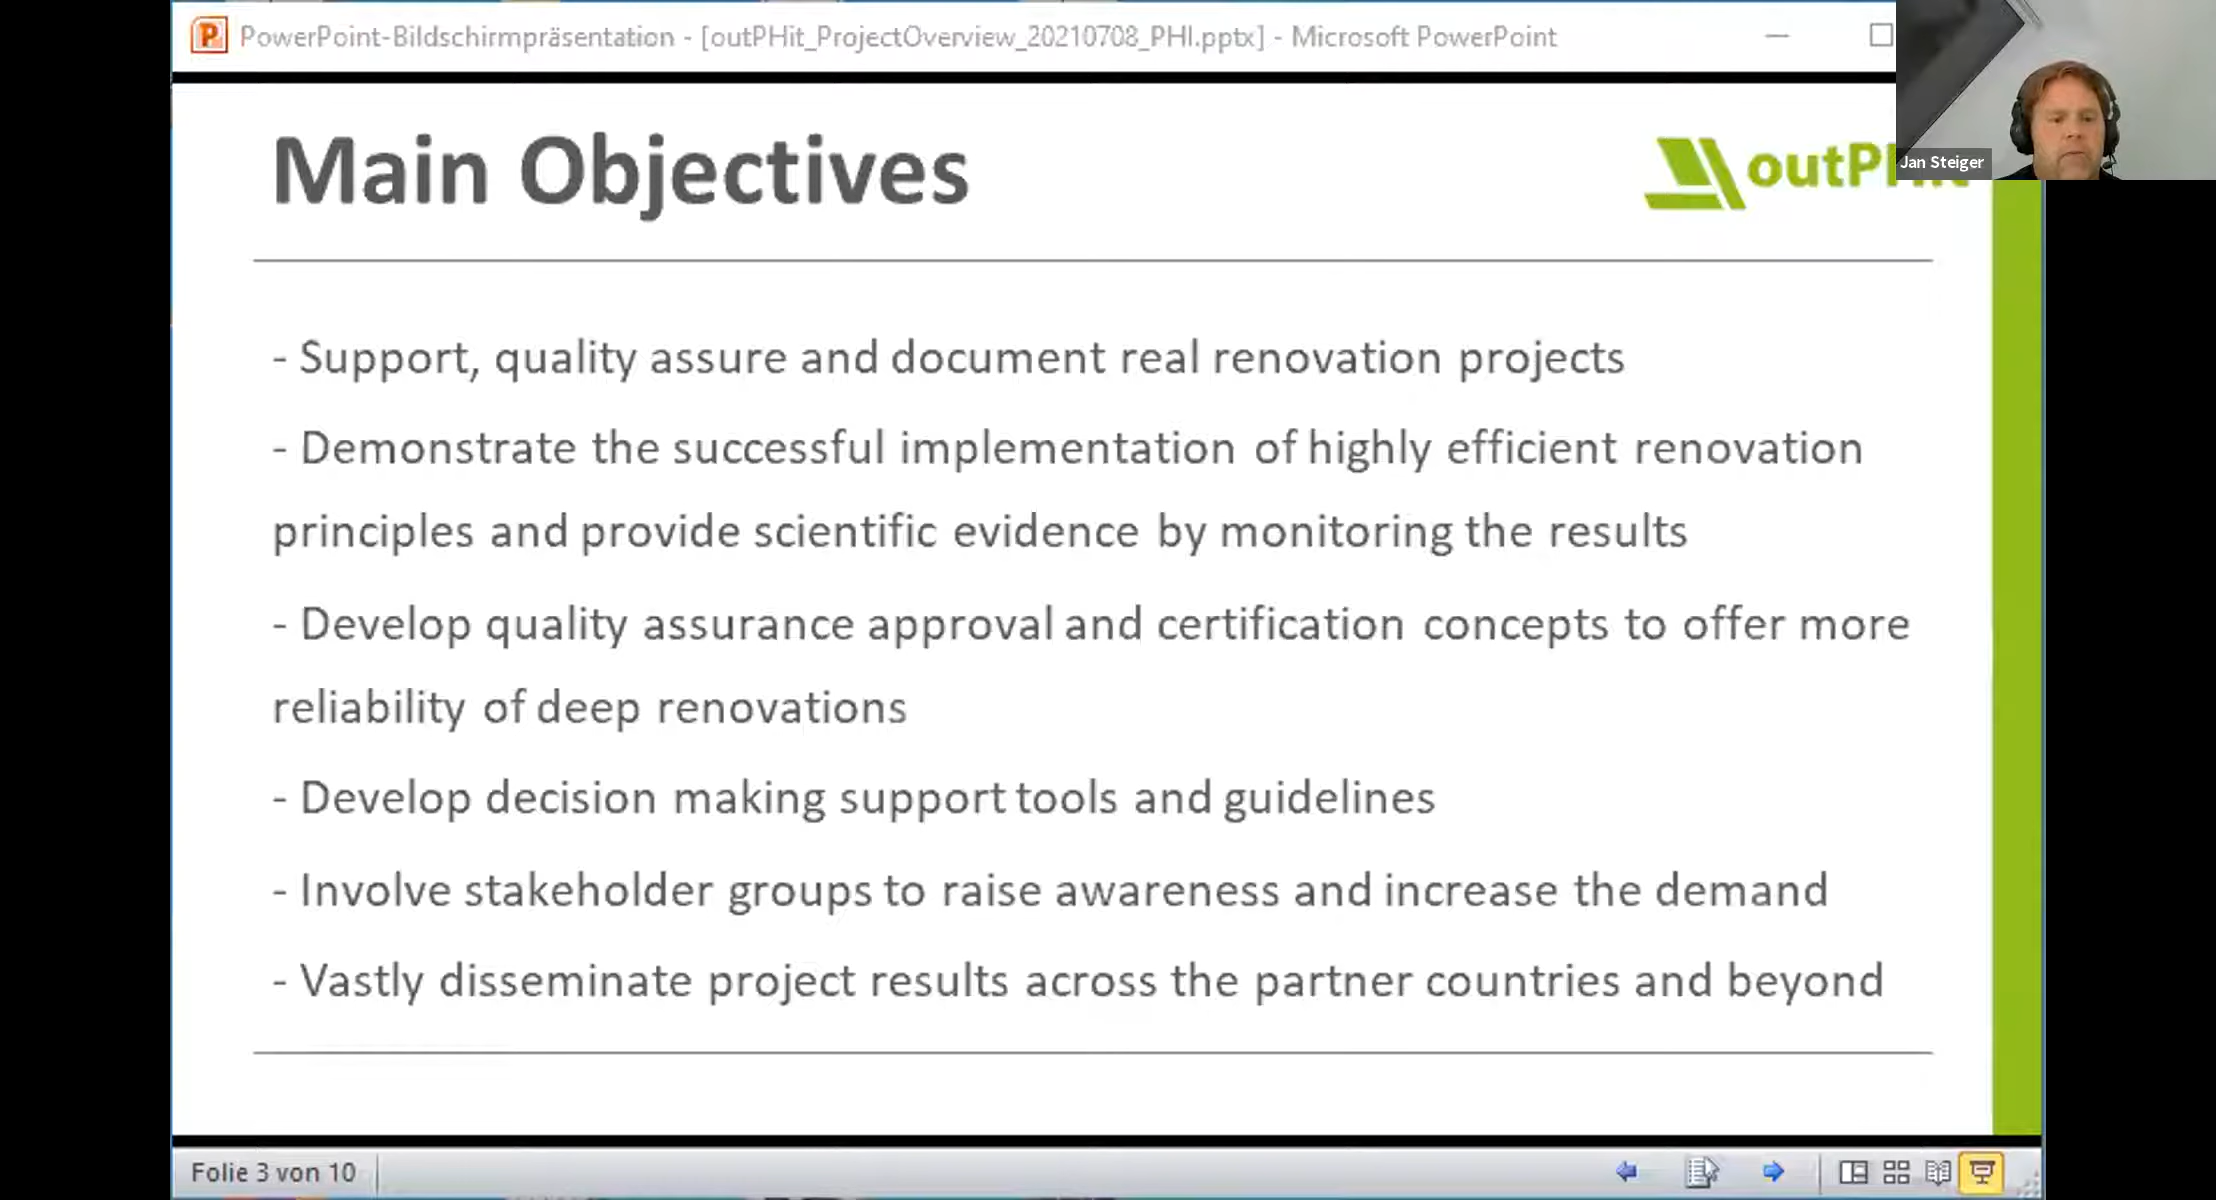 PowerPoint-Bildschirmpräsentation - [outPHit_ProjectOverview_20210708_PHI.pptx] - Microsoft PowerPoint
Main Objectives
outPHit
Jan Steiger
- Support, quality assure and document real renovation projects
- Demonstrate the successful implementation of highly efficient renovation
principles and provide scientific evidence by monitoring the results
- Develop quality assurance approval and certification concepts to offer more
reliability of deep renovations
- Develop decision making support tools and guidelines
- Involve stakeholder groups to raise awareness and increase the demand
- Vastly disseminate project results across the partner countries and beyond
Folie 3 von 10